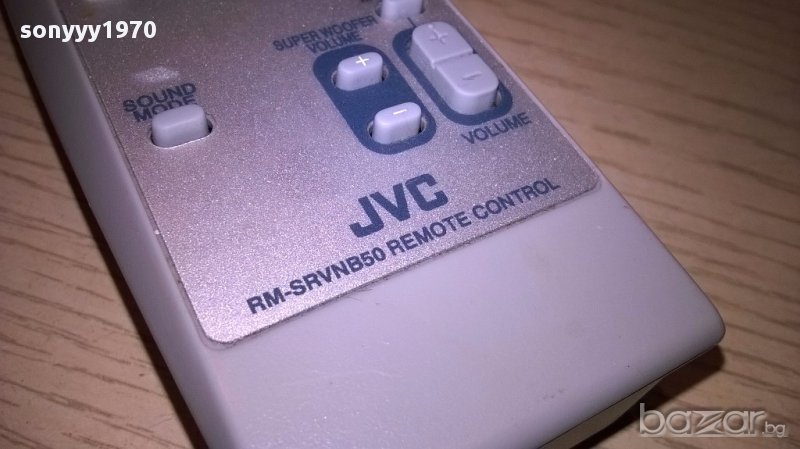 sonyyy1970
SUPER WOOFER
VOLUME
+
-
+
-
SOUND
MODE
VOLUME
JVC
RM-SRVNB50 REMOTE CONTROL
bazar.bg